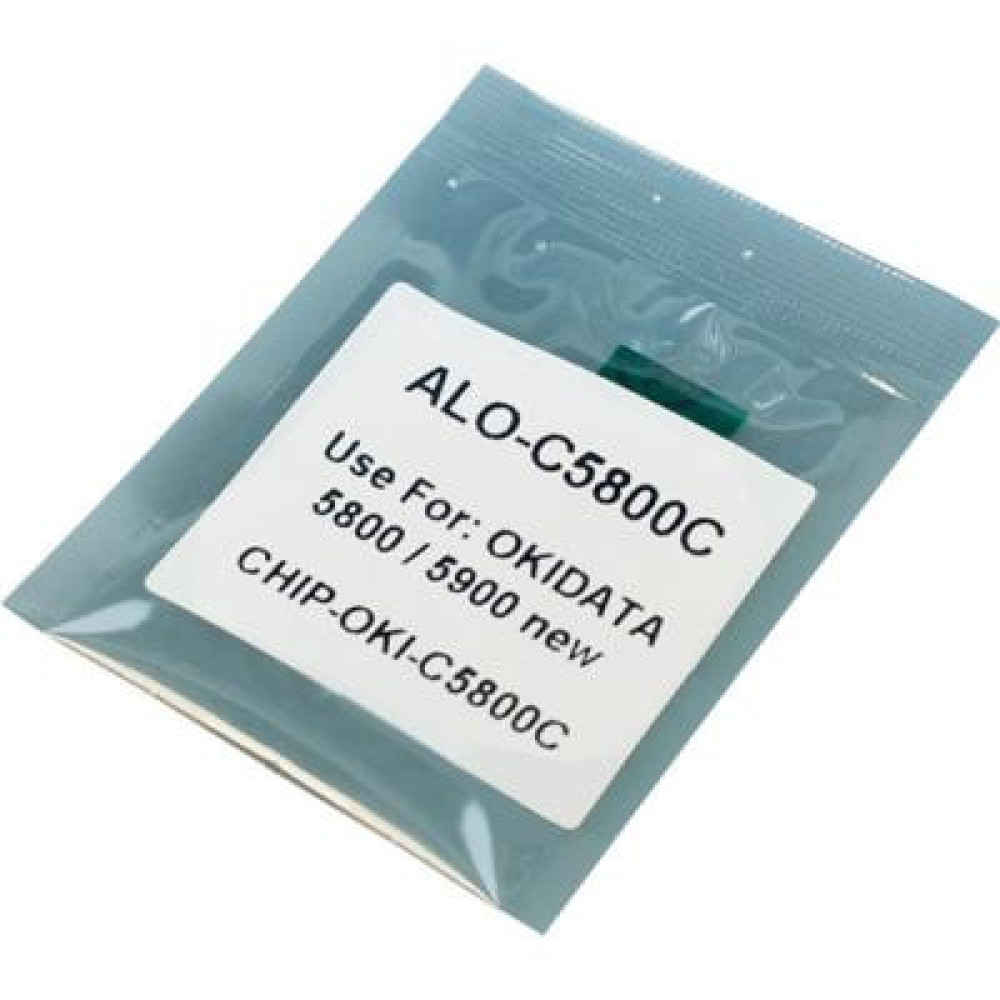 ALO-C5800C
Use For: OKIDATA
5800 / 5900 new
CHIP-OKI-C5800C